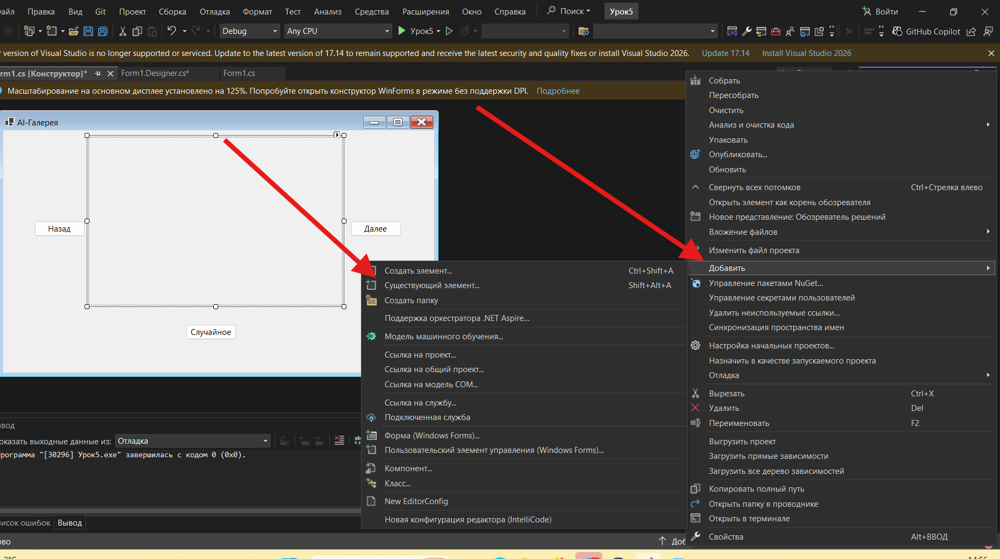 айл Правка Вид Git Проект Сборка Отладка Формат Тест Анализ Средства Расширения Окно Справка Поиск Урок5 Войти
Debug Any CPU Урок5 GitHub Copilot
version of Visual Studio is no longer supported or serviced. Update to the latest version of 17.14 to remain supported and receive the latest security and quality fixes or install Visual Studio 2026. Update 17.14 Install Visual Studio 2026
rm1.cs [Конструктор]* Form1.Designer.cs* Form1.cs
Масштабирование на основном дисплее установлено на 125%. Попробуйте открыть конструктор WinForms в режиме без поддержки DPI. Подробнее
AI-Галерея
Назад
Далее
Случайное
Собрать
Пересобрать
Очистить
Анализ и очистка кода
Упаковать
Опубликовать...
Обновить
Свернуть всех потомков Ctrl+Стрелка влево
Открыть элемент как корень обозревателя
Новое представление: Обозреватель решений
Вложение файлов
Изменить файл проекта
Добавить
Управление пакетами NuGet...
Управление секретами пользователей
Удалить неиспользуемые ссылки...
Синхронизация пространства имен
Настройка начальных проектов...
Назначить в качестве запускаемого проекта
Отладка
Вырезать Ctrl+X
Удалить Del
Переименовать F2
Выгрузить проект
Загрузить прямые зависимости
Загрузить все дерево зависимостей
Копировать полный путь
Открыть папку в проводнике
Открыть в терминале
Свойства Alt+ВВОД
Создать элемент... Ctrl+Shift+A
Существующий элемент... Shift+Alt+A
Создать папку
Поддержка оркестратора .NET Aspire...
Модель машинного обучения...
Ссылка на проект...
Ссылка на общий проект...
Ссылка на модель COM...
Ссылка на службу...
Подключенная служба
Форма (Windows Forms)...
Пользовательский элемент управления (Windows Forms)...
Компонент...
Класс...
New EditorConfig
Новая конфигурация редактора (IntelliCode)
ывод
оказать выходные данные из: Отладка
рограмма "[30296] Урок5.exe" завершилась с кодом 0 (0x0).
исок ошибок Вывод
ово
Доб